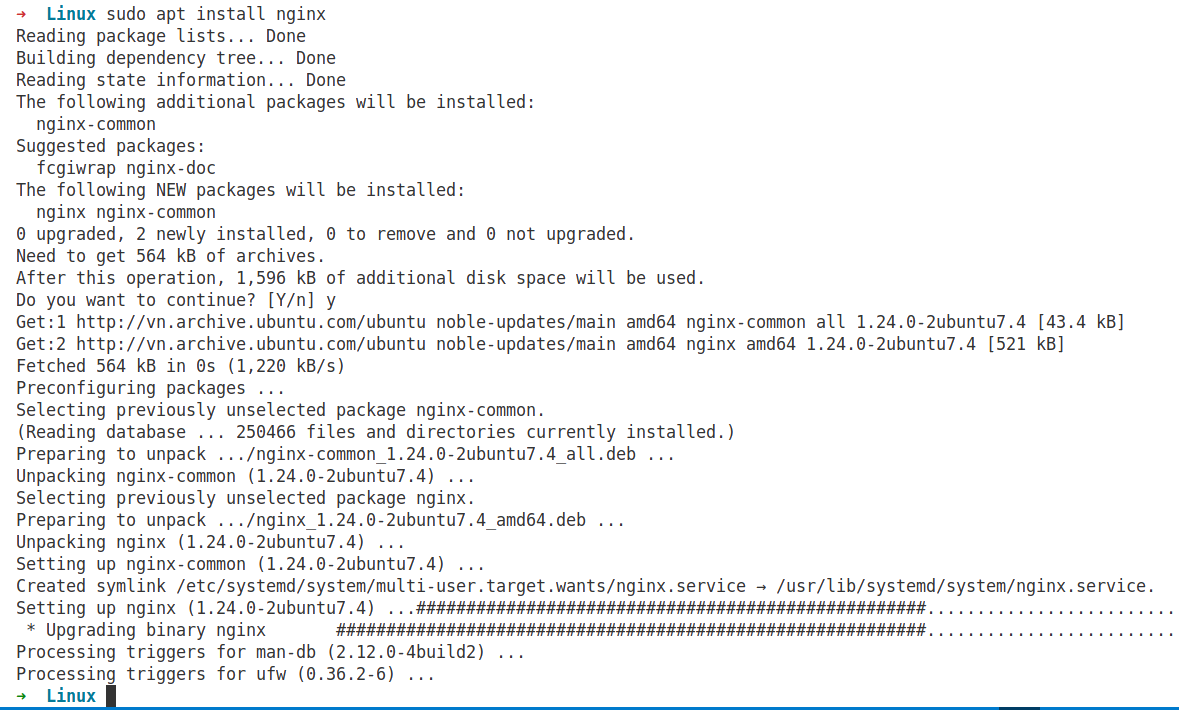 ➜  Linux sudo apt install nginx
Reading package lists... Done
Building dependency tree... Done
Reading state information... Done
The following additional packages will be installed:
  nginx-common
Suggested packages:
  fcgiwrap nginx-doc
The following NEW packages will be installed:
  nginx nginx-common
0 upgraded, 2 newly installed, 0 to remove and 0 not upgraded.
Need to get 564 kB of archives.
After this operation, 1,596 kB of additional disk space will be used.
Do you want to continue? [Y/n] y
Get:1 http://vn.archive.ubuntu.com/ubuntu noble-updates/main amd64 nginx-common all 1.24.0-2ubuntu7.4 [43.4 kB]
Get:2 http://vn.archive.ubuntu.com/ubuntu noble-updates/main amd64 nginx amd64 1.24.0-2ubuntu7.4 [521 kB]
Fetched 564 kB in 0s (1,220 kB/s)
Preconfiguring packages ...
Selecting previously unselected package nginx-common.
(Reading database ... 250466 files and directories currently installed.)
Preparing to unpack .../nginx-common_1.24.0-2ubuntu7.4_all.deb ...
Unpacking nginx-common (1.24.0-2ubuntu7.4) ...
Selecting previously unselected package nginx.
Preparing to unpack .../nginx_1.24.0-2ubuntu7.4_amd64.deb ...
Unpacking nginx (1.24.0-2ubuntu7.4) ...
Setting up nginx-common (1.24.0-2ubuntu7.4) ...
Created symlink /etc/systemd/system/multi-user.target.wants/nginx.service → /usr/lib/systemd/system/nginx.service.
Setting up nginx (1.24.0-2ubuntu7.4) ...###################################################.........................
 * Upgrading binary nginx       ###########################################################.........................
Processing triggers for man-db (2.12.0-4build2) ...
Processing triggers for ufw (0.36.2-6) ...
➜  Linux